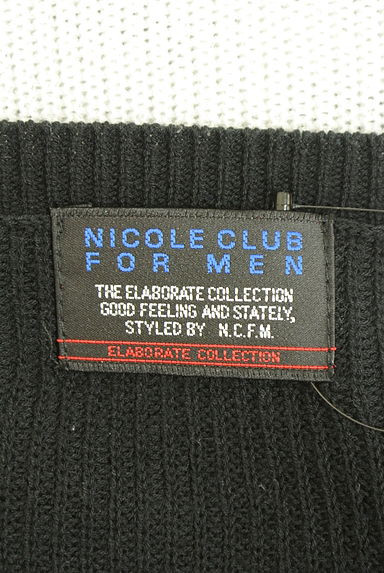 NICOLE CLUB
FOR MEN
THE ELABORATE COLLECTION
GOOD FEELING AND STATELY,
STYLED BY N.C.F.M.
ELABORATE COLLECTION